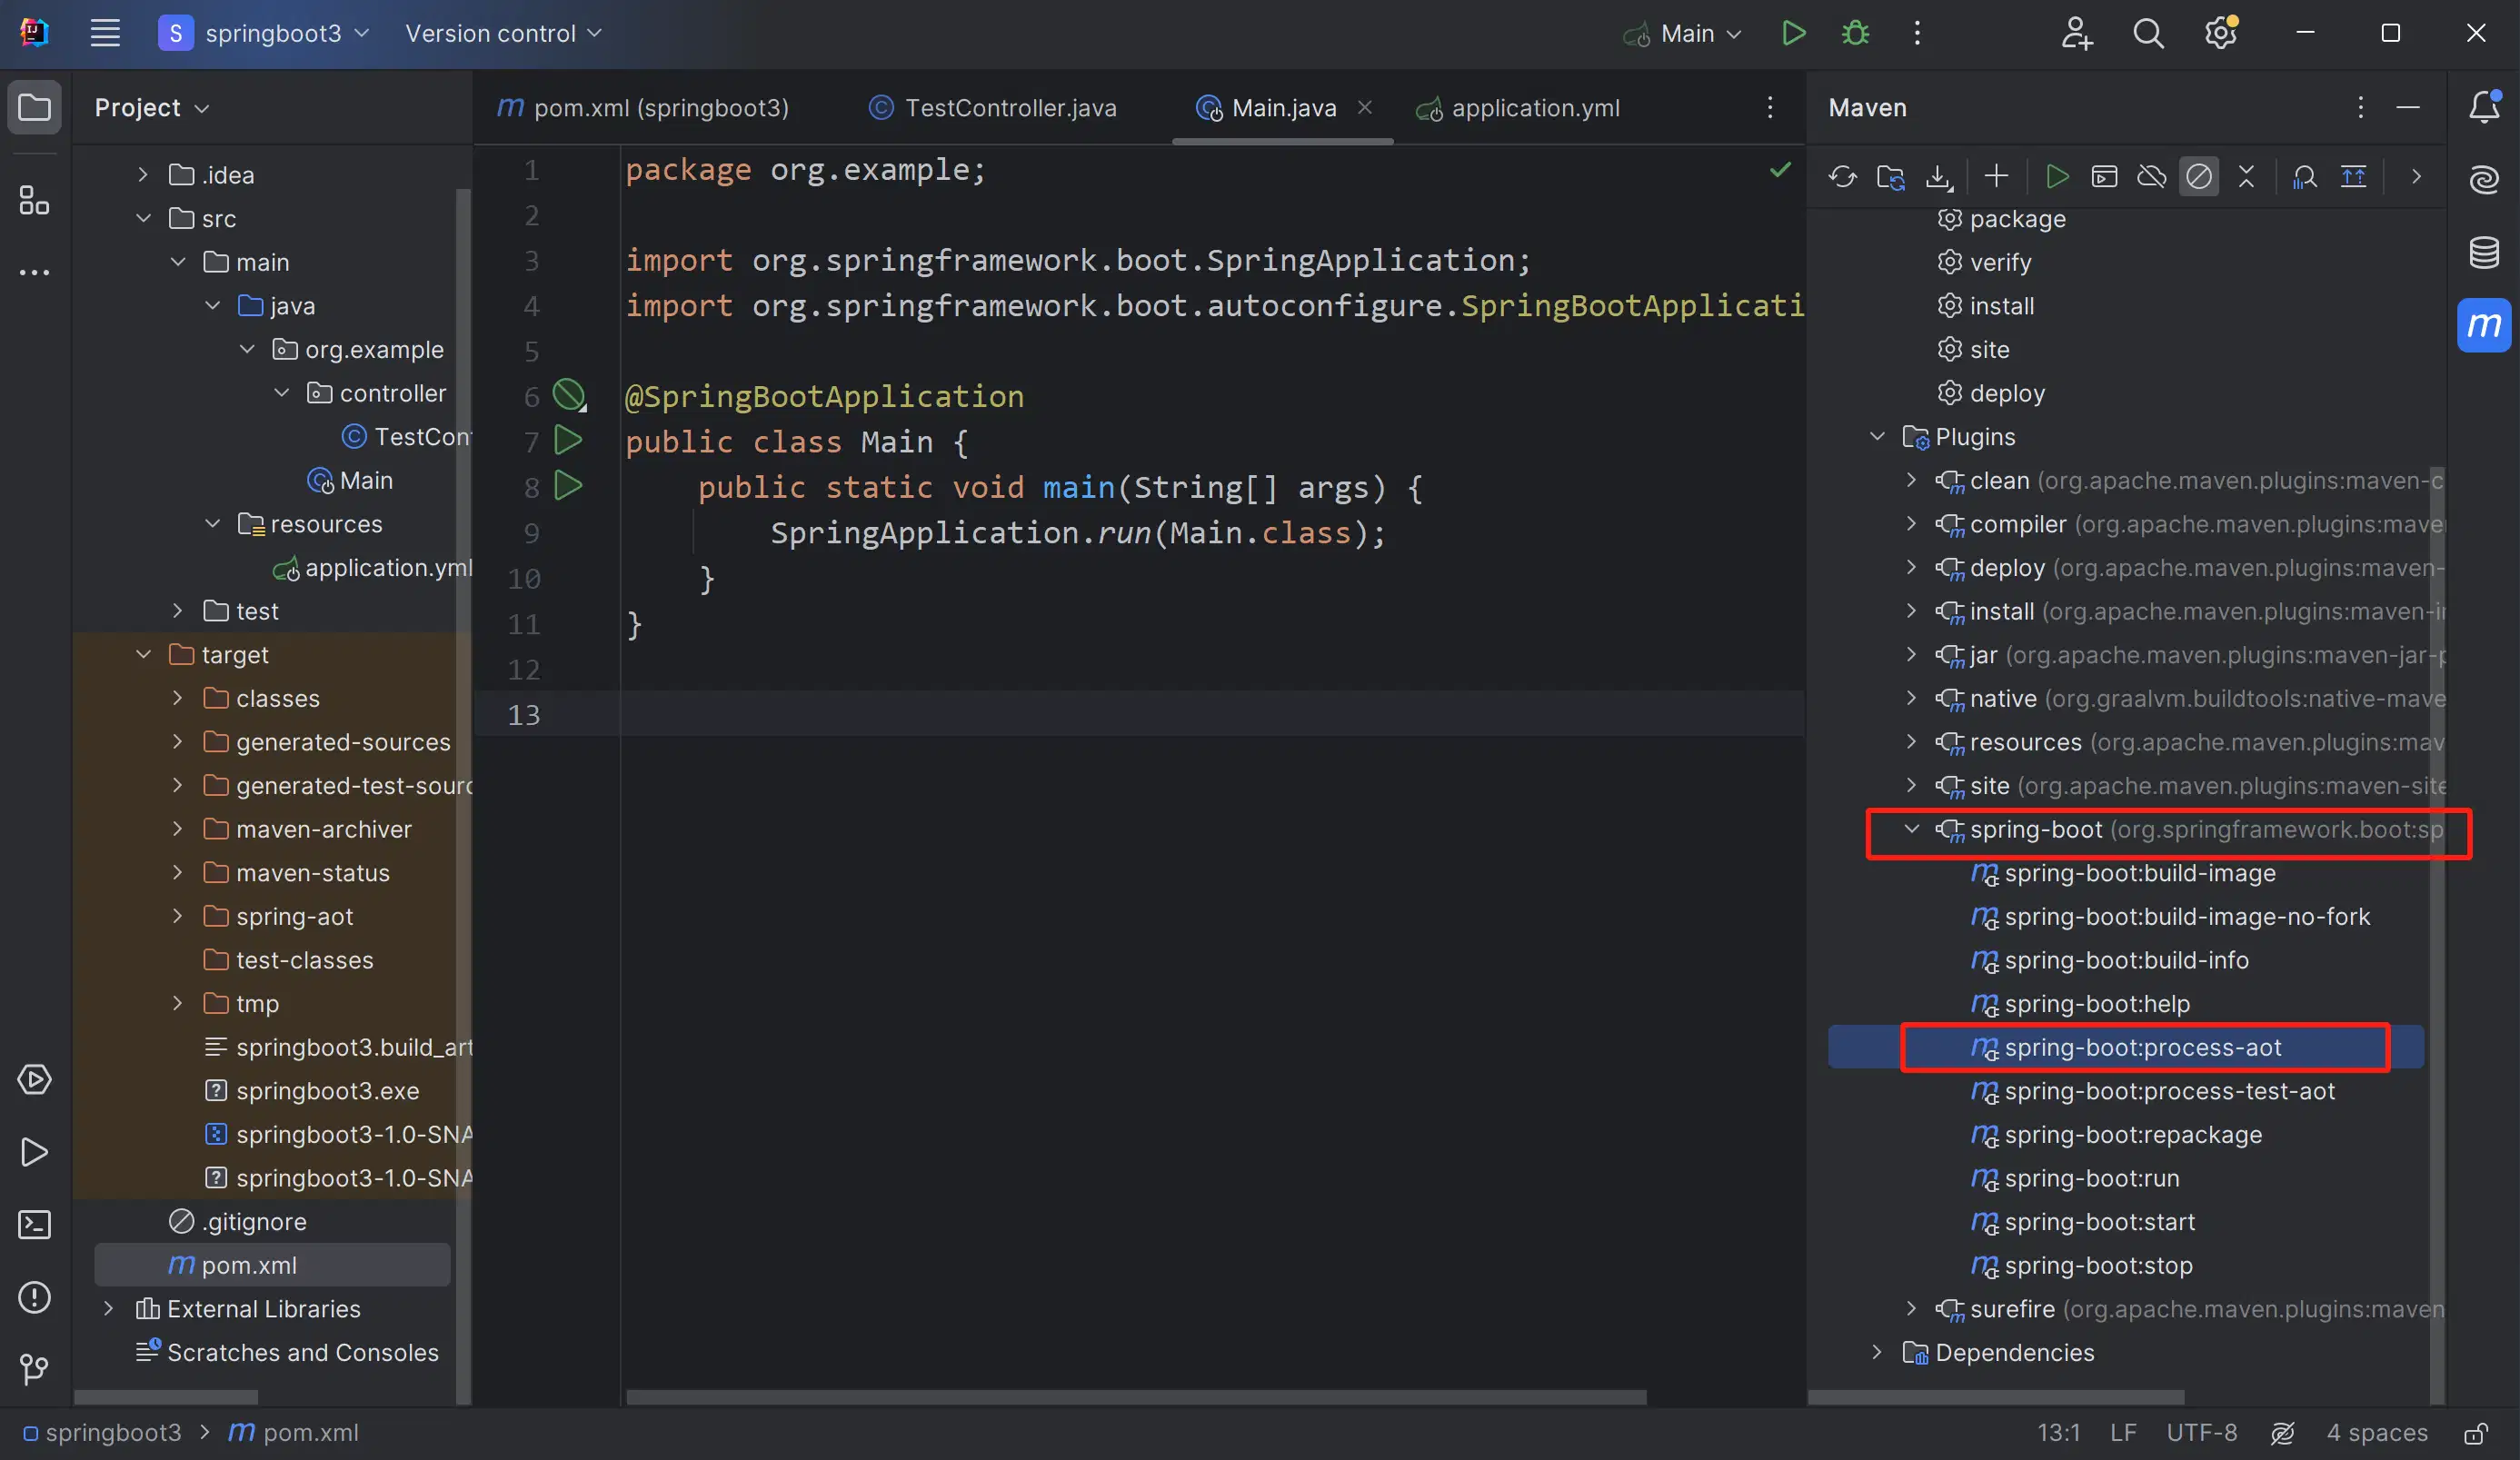 S springboot3 Version control Main
Project
.idea
src
main
java
org.example
controller
TestCont
Main
resources
application.yml
test
target
classes
generated-sources
generated-test-sourc
maven-archiver
maven-status
spring-aot
test-classes
tmp
springboot3.build_art
springboot3.exe
springboot3-1.0-SNA
springboot3-1.0-SNA
.gitignore
pom.xml
External Libraries
Scratches and Consoles
pom.xml (springboot3) TestController.java Main.java application.yml
1 package org.example;
2
3 import org.springframework.boot.SpringApplication;
4 import org.springframework.boot.autoconfigure.SpringBootApplicati
5
6 @SpringBootApplication
7 public class Main {
8 public static void main(String[] args) {
9 SpringApplication.run(Main.class);
10 }
11 }
12
13
Maven
package
verify
install
site
deploy
Plugins
clean (org.apache.maven.plugins:maven-c
compiler (org.apache.maven.plugins:mave
deploy (org.apache.maven.plugins:maven-
install (org.apache.maven.plugins:maven-i
jar (org.apache.maven.plugins:maven-jar-p
native (org.graalvm.buildtools:native-mave
resources (org.apache.maven.plugins:mav
site (org.apache.maven.plugins:maven-site
spring-boot (org.springframework.boot:sp
spring-boot:build-image
spring-boot:build-image-no-fork
spring-boot:build-info
spring-boot:help
spring-boot:process-aot
spring-boot:process-test-aot
spring-boot:repackage
spring-boot:run
spring-boot:start
spring-boot:stop
surefire (org.apache.maven.plugins:maven
Dependencies
springboot3 > pom.xml
13:1 LF UTF-8 4 spaces